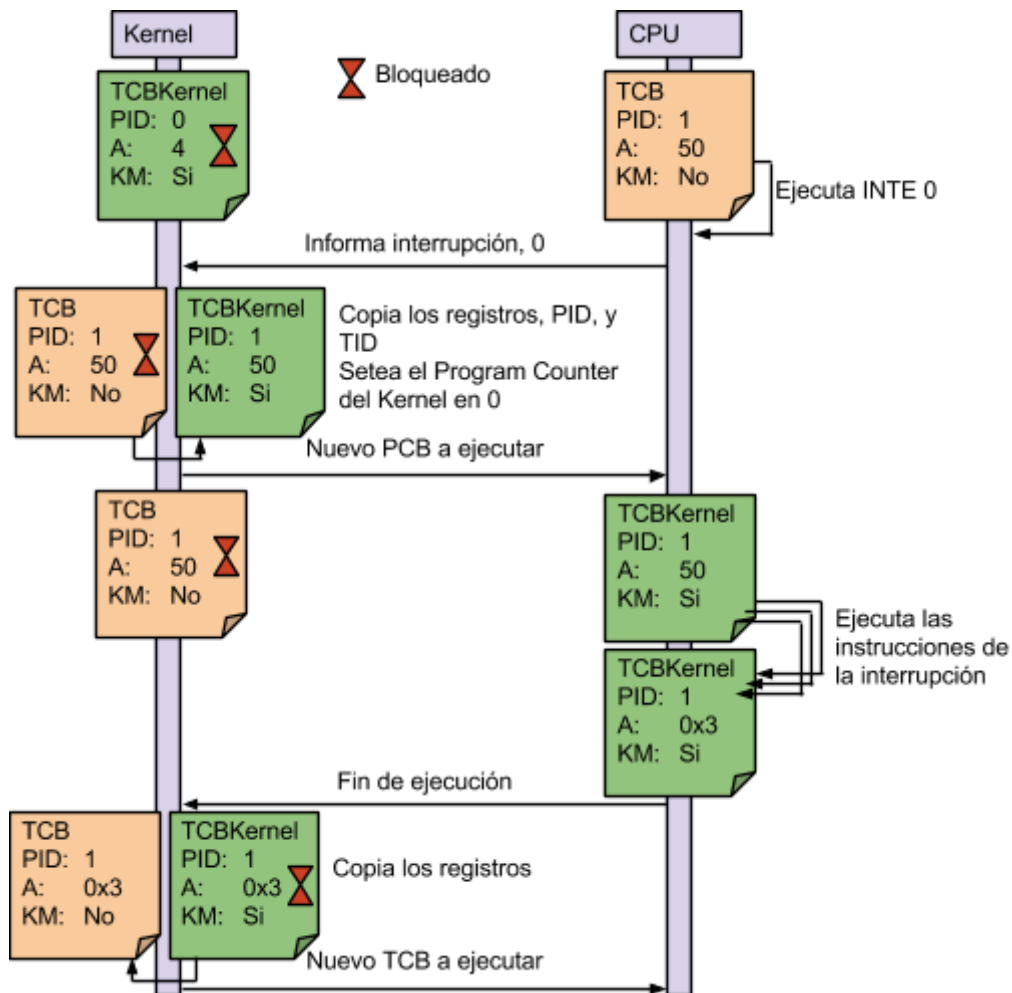 Kernel
CPU
Bloqueado
TCBKernel
PID: 0
A: 4
KM: Si
TCB
PID: 1
A: 50
KM: No
Ejecuta INTE 0
Informa interrupción, 0
TCB
PID: 1
A: 50
KM: No
TCBKernel
PID: 1
A: 50
KM: Si
Copia los registros, PID, y
TID
Setea el Program Counter
del Kernel en 0
Nuevo PCB a ejecutar
TCB
PID: 1
A: 50
KM: No
TCBKernel
PID: 1
A: 50
KM: Si
Ejecuta las
instrucciones de
la interrupción
TCBKernel
PID: 1
A: 0x3
KM: Si
Fin de ejecución
TCB
PID: 1
A: 0x3
KM: No
TCBKernel
PID: 1
A: 0x3
KM: Si
Copia los registros
Nuevo TCB a ejecutar